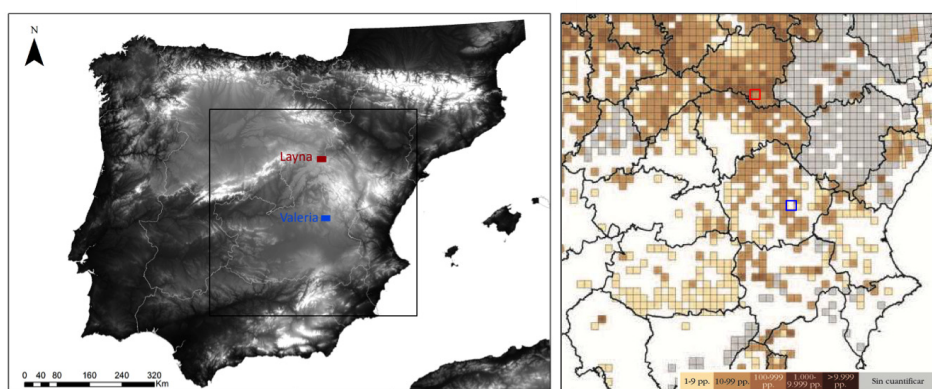 N
Layna
Valeria
0 40 80 160 240 320
Km
1-9 pp. 10-99 pp. 100-999 pp. 1.000-9.999 pp. >9.999 pp. Sin cuantificar